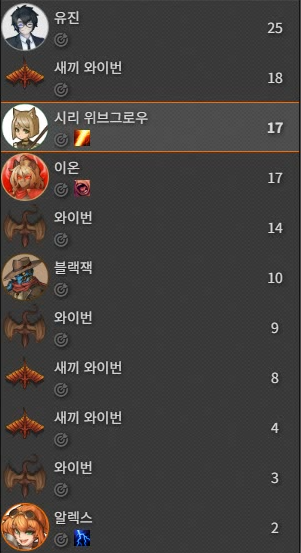 유진 25
새끼 와이번 18
시리 위브그로우 17
이온 17
와이번 14
블랙잭 10
와이번 9
새끼 와이번 8
새끼 와이번 4
와이번 3
알렉스 2